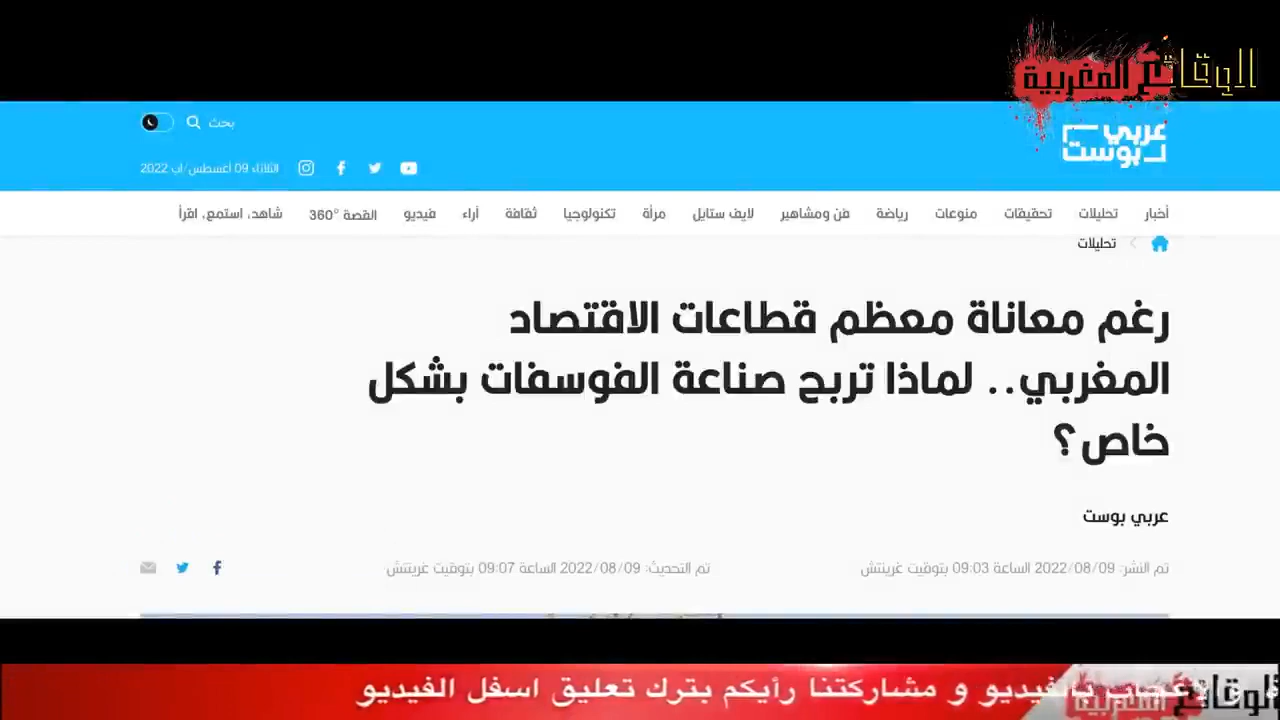 الوقائع المغربية
بحث
عربي
بوست
الثلاثاء 09 أغسطس/آب 2022
أخبار تحليلات تحقيقات منوعات رياضة فن ومشاهير لايف ستايل مرأة تكنولوجيا ثقافة آراء فيديو القصة 360° شاهد، استمع، اقرأ
تحليلات
رغم معاناة معظم قطاعات الاقتصاد
المغربي.. لماذا تربح صناعة الفوسفات بشكل
خاص؟
عربي بوست
تم النشر: 2022/08/09 الساعة 09:03 بتوقيت غرينتش تم التحديث: 2022/08/09 الساعة 09:07 بتوقيت غرينتش
بالفيديو و مشاركتنا رأيكم بترك تعليق اسفل الفيديو
الوقائع المغربية